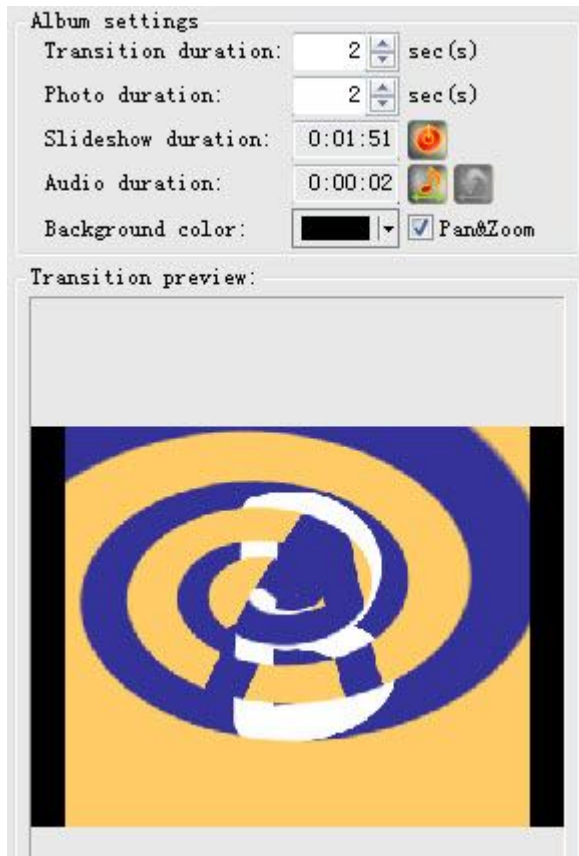 Album settings
Transition duration: 2 sec(s)
Photo duration: 2 sec(s)
Slideshow duration: 0:01:51
Audio duration: 0:00:02
Background color: Pan&Zoom
Transition preview:
A
B